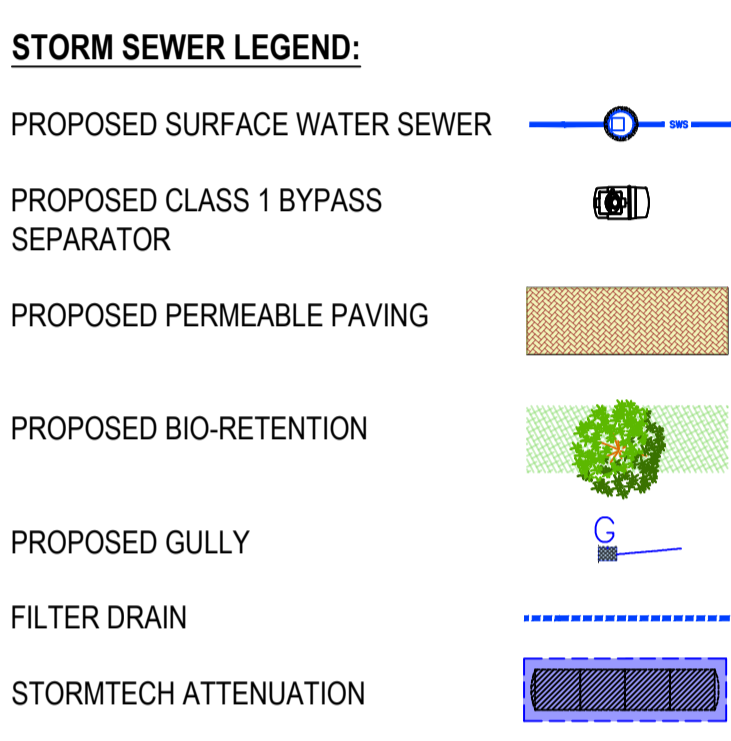 STORM SEWER LEGEND:
PROPOSED SURFACE WATER SEWER
SWS
PROPOSED CLASS 1 BYPASS
SEPARATOR
PROPOSED PERMEABLE PAVING
PROPOSED BIO-RETENTION
PROPOSED GULLY
G
FILTER DRAIN
STORMTECH ATTENUATION